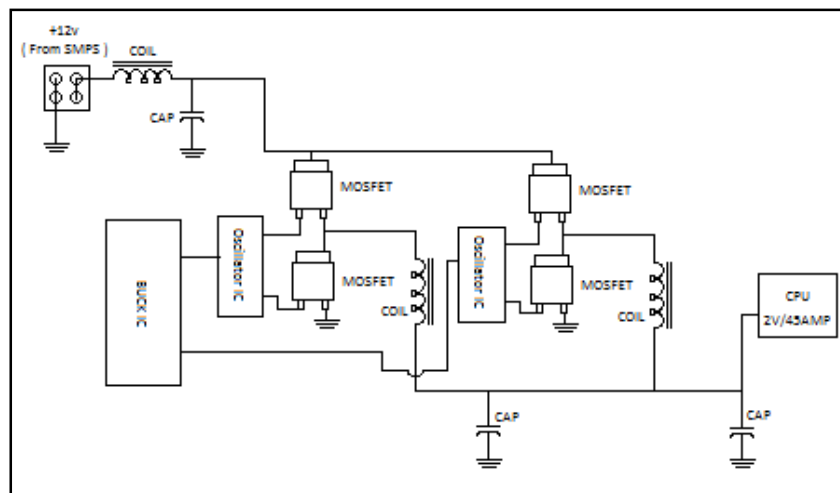 +12v
( From SMPS )
COIL
CAP
MOSFET
MOSFET
BUCK IC
Oscillator IC
MOSFET
COIL
Oscillator IC
MOSFET
COIL
CPU
2V/45AMP
CAP
CAP